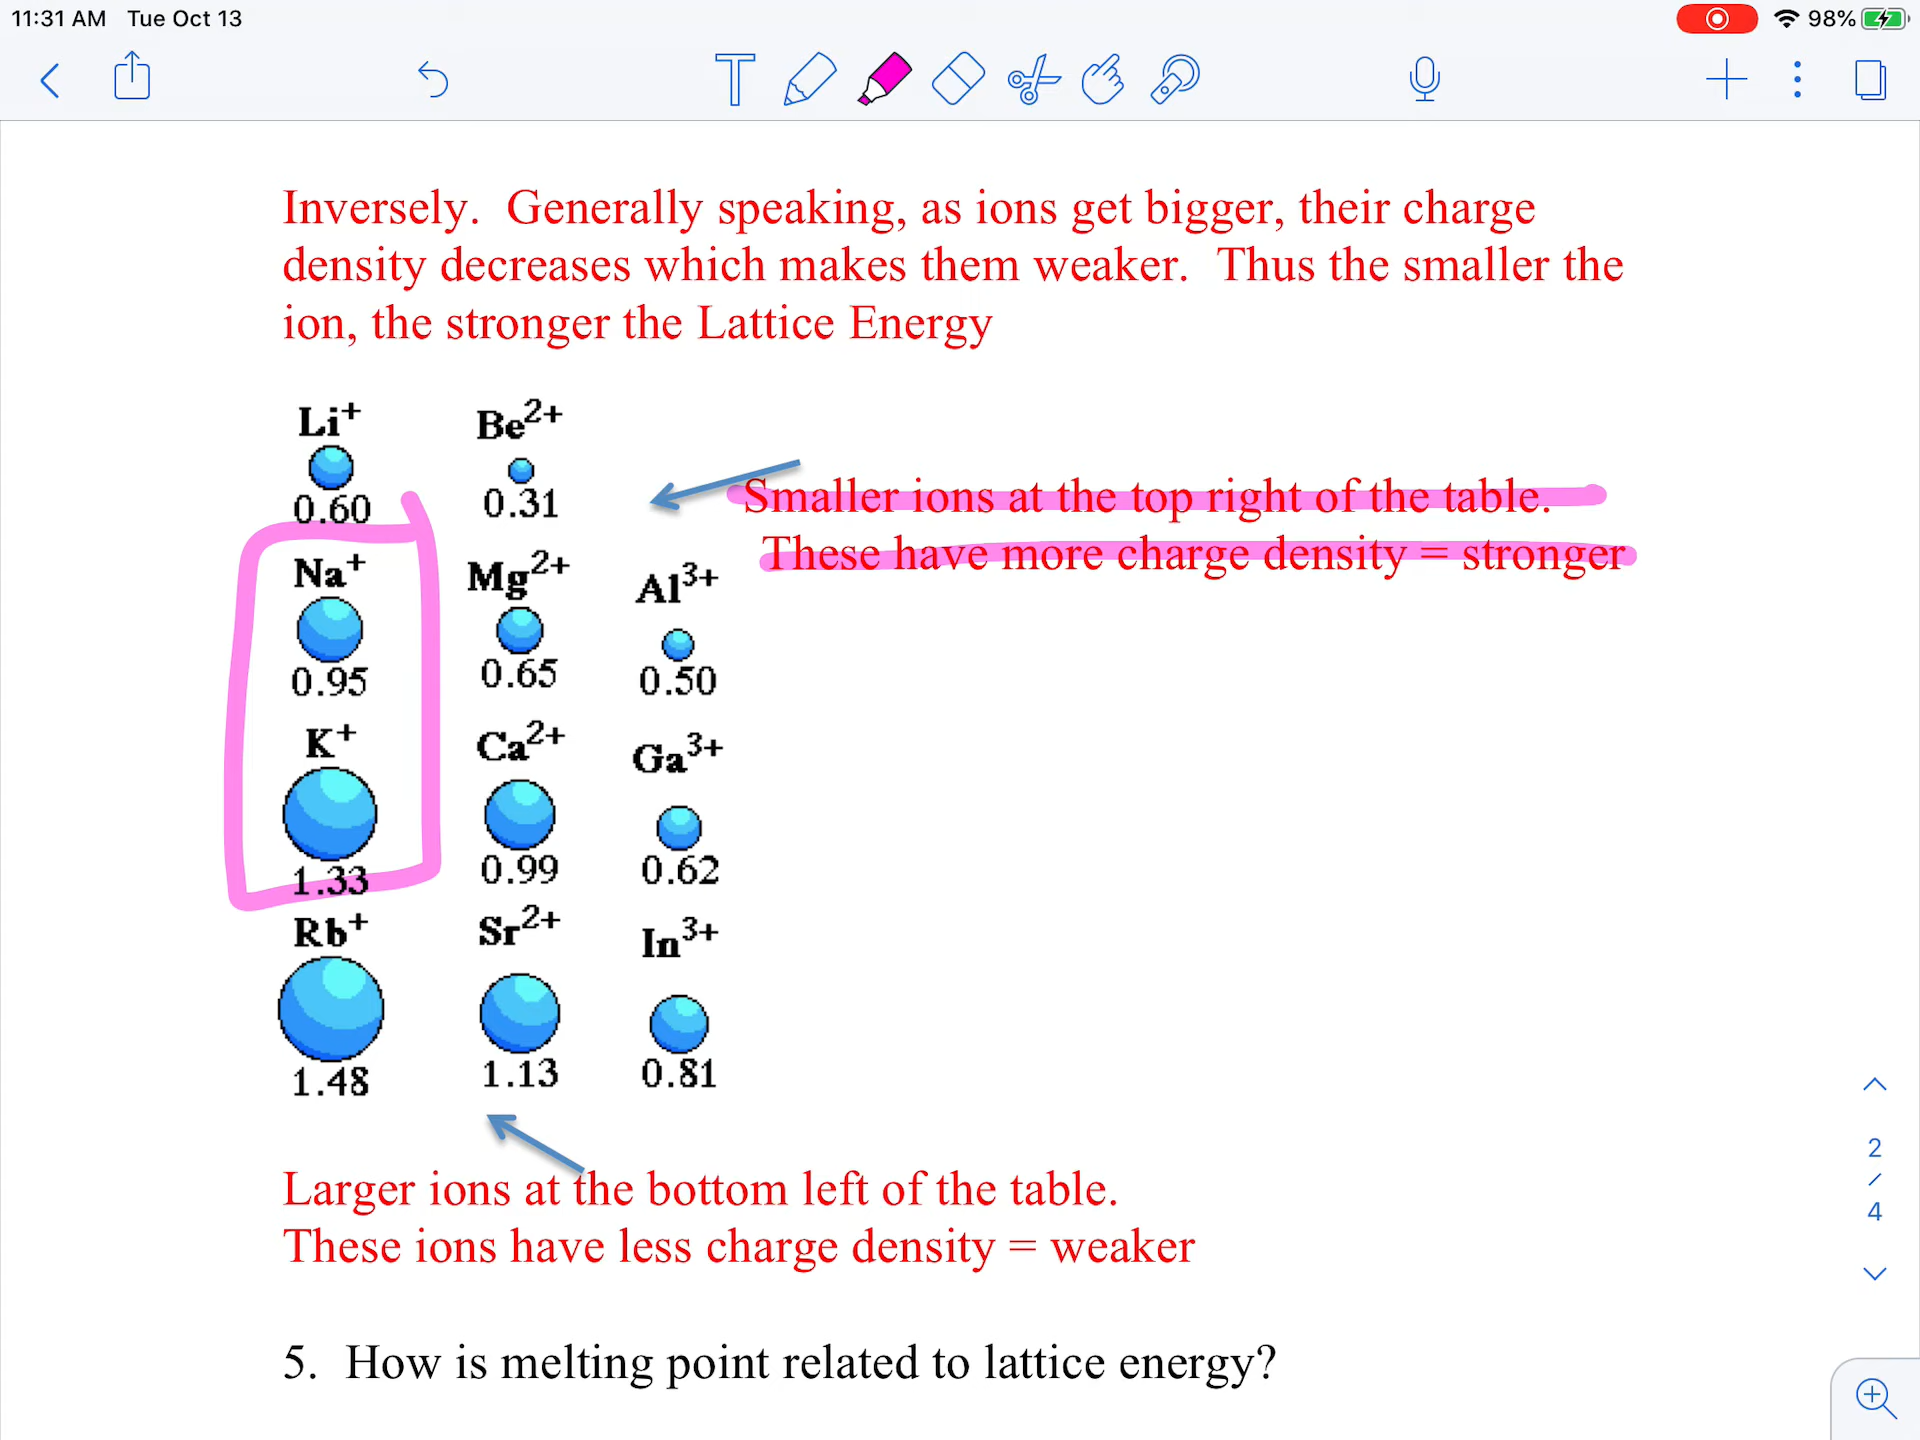 11:31 AM Tue Oct 13
98%
T
Inversely. Generally speaking, as ions get bigger, their charge
density decreases which makes them weaker. Thus the smaller the
ion, the stronger the Lattice Energy
Li+ Be2+
0.60 0.31
Smaller ions at the top right of the table.
These have more charge density = stronger
Na+ Mg2+ Al3+
0.95 0.65 0.50
K+ Ca2+ Ga3+
1.33 0.99 0.62
Rb+ Sr2+ In3+
1.48 1.13 0.81
Larger ions at the bottom left of the table.
These ions have less charge density = weaker
2
/
4
5. How is melting point related to lattice energy?